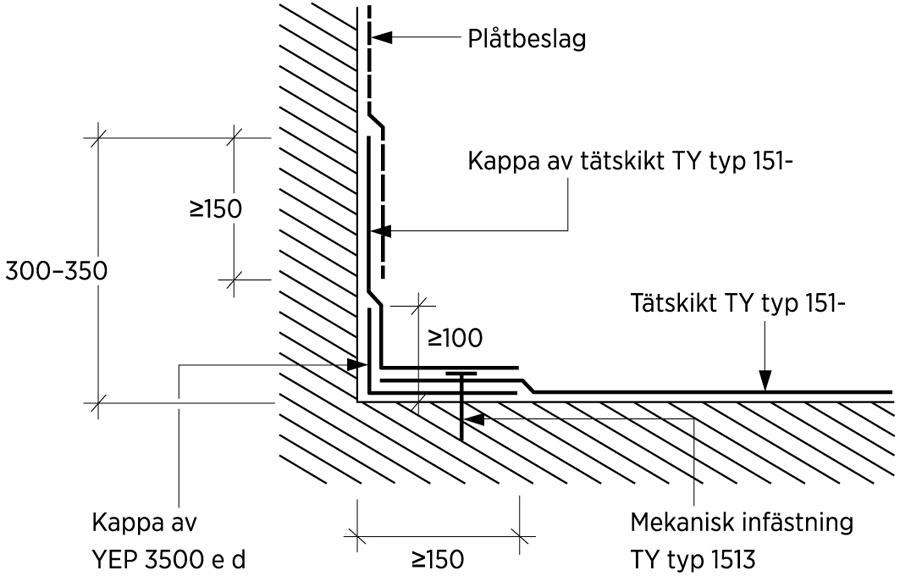 Plåtbeslag
Kappa av tätskikt TY typ 151-
≥150
300–350
Tätskikt TY typ 151-
≥100
Kappa av
YEP 3500 e d
≥150
Mekanisk infästning
TY typ 1513